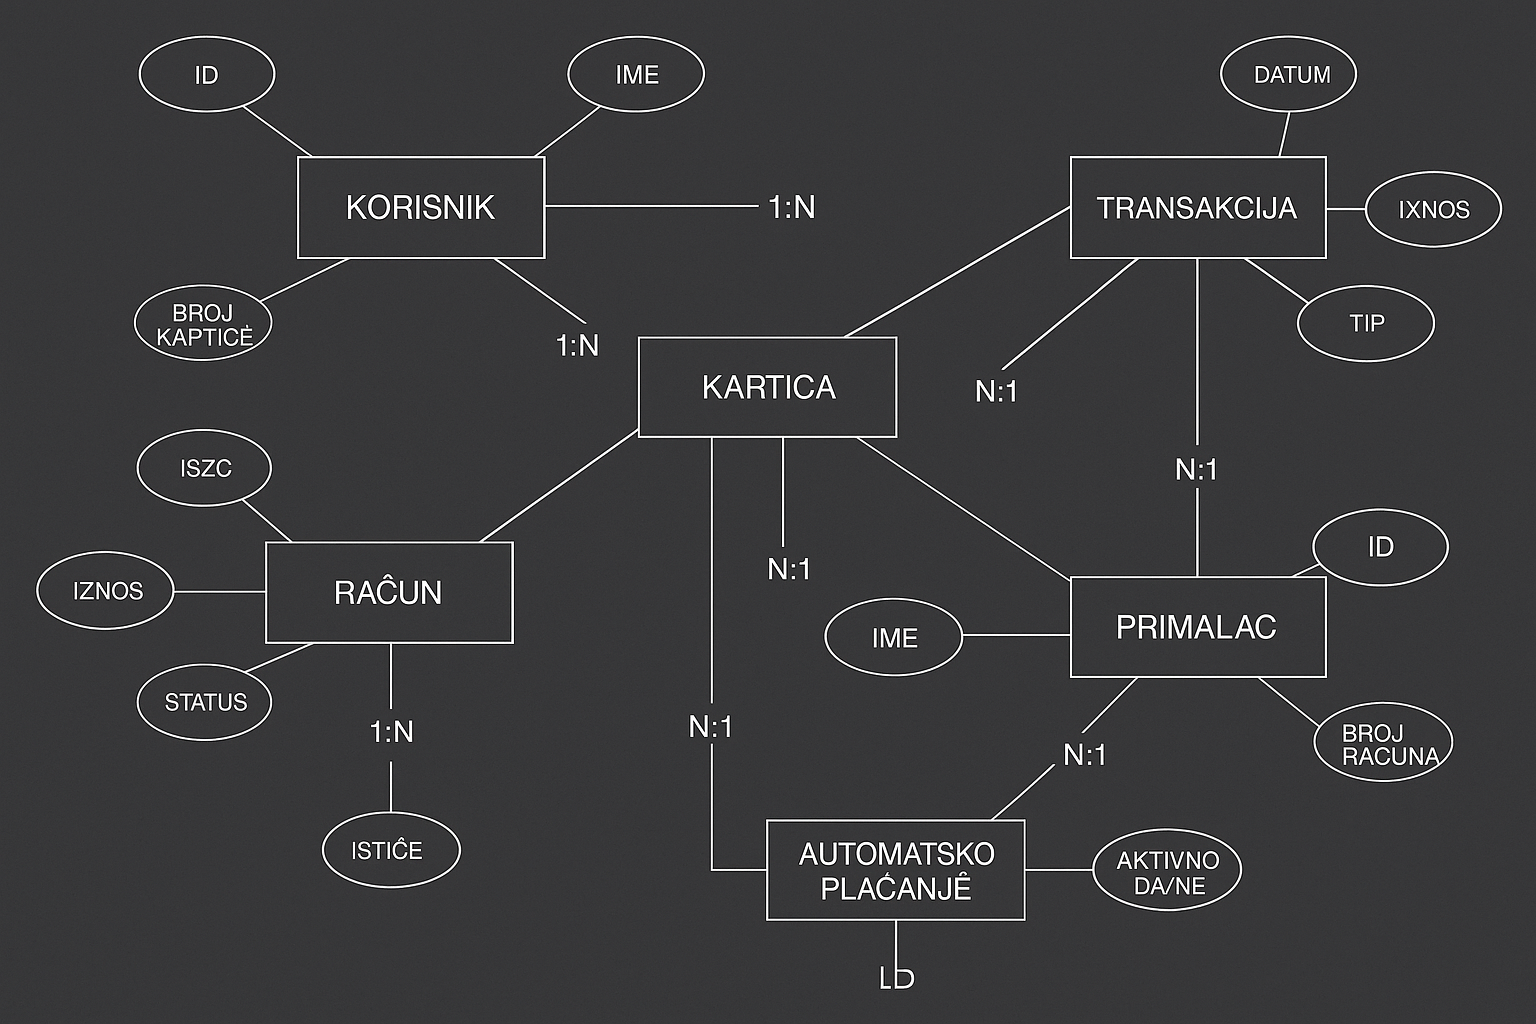 ID
IME
DATUM
KORISNIK
1:N
TRANSAKCIJA
IXNOS
BROJ
KAPTICĖ
1:N
TIP
KARTICA
N:1
ISZC
N:1
IZNOS
RAĈUN
N:1
ID
IME
PRIMALAC
STATUS
1:N
N:1
N:1
BROJ
RACUNA
ISTIĈE
AUTOMATSKO
PLAĆANJÊ
AKTIVNO
DA/NE
LD